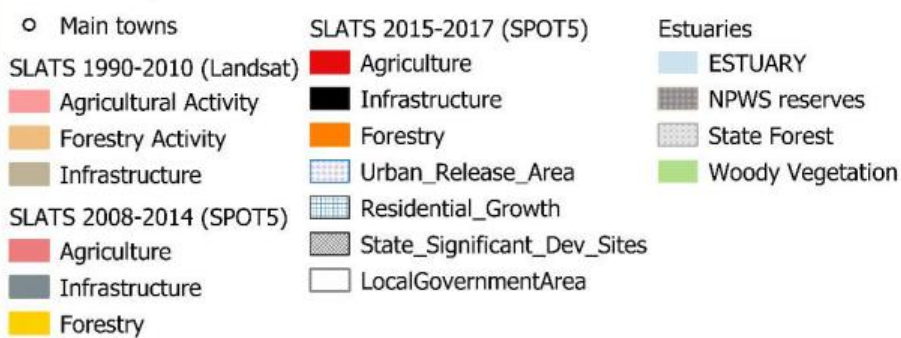 Main towns
SLATS 1990-2010 (Landsat)
Agricultural Activity
Forestry Activity
Infrastructure
SLATS 2008-2014 (SPOT5)
Agriculture
Infrastructure
Forestry
SLATS 2015-2017 (SPOT5)
Agriculture
Infrastructure
Forestry
Urban_Release_Area
Residential_Growth
State_Significant_Dev_Sites
LocalGovernmentArea
Estuaries
ESTUARY
NPWS reserves
State Forest
Woody Vegetation